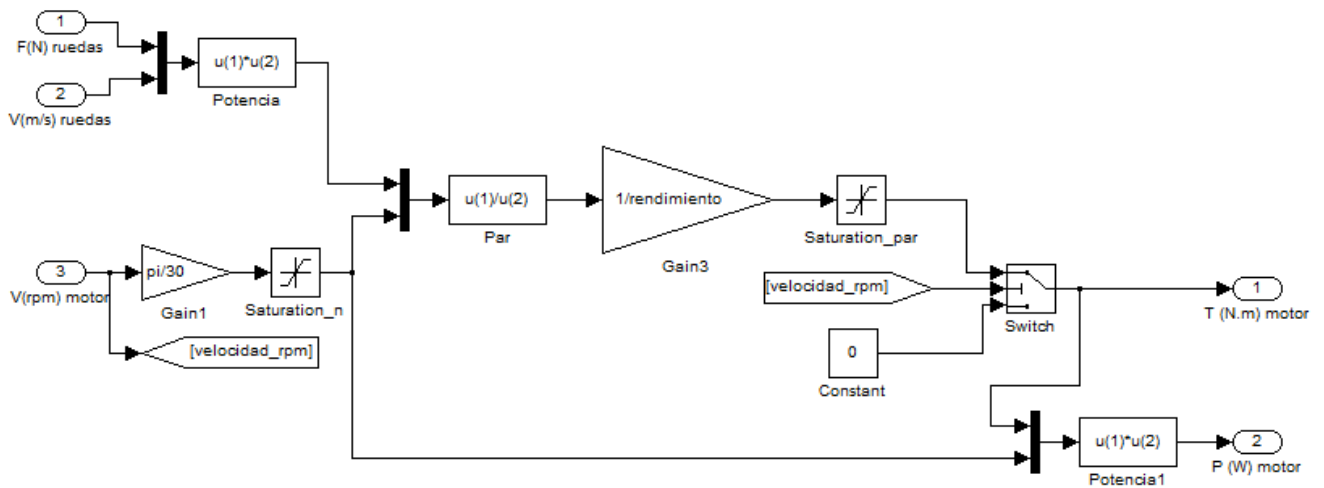 1
F(N) ruedas
2
V(m/s) ruedas
u(1)*u(2)
Potencia
3
V(rpm) motor
pi/30
Gain1
Saturation_n
[velocidad_rpm]
u(1)/u(2)
Par
1/rendimiento
Gain3
Saturation_par
[velocidad_rpm]
0
Constant
Switch
1
T (N.m) motor
u(1)*u(2)
Potencia1
2
P (W) motor